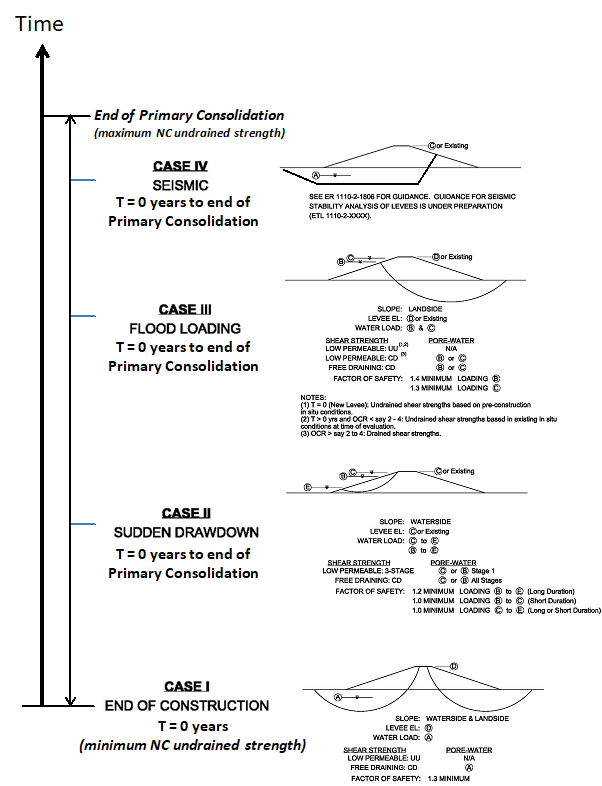 Time
End of Primary Consolidation
(maximum NC undrained strength)
CASE IV
SEISMIC
T = 0 years to end of
Primary Consolidation
Ⓒ or Existing
Ⓐ
SEE ER 1110-2-1806 FOR GUIDANCE. GUIDANCE FOR SEISMIC
STABILITY ANALYSIS OF LEVEES IS UNDER PREPARATION
(ETL 1110-2-XXXX).
CASE III
FLOOD LOADING
T = 0 years to end of
Primary Consolidation
Ⓒ
Ⓑ
Ⓓ or Existing
SLOPE: LANDSIDE
LEVEE EL: Ⓓ or Existing
WATER LOAD: Ⓑ & Ⓒ
SHEAR STRENGTH PORE-WATER
LOW PERMEABLE: UU (1,2) N/A
LOW PERMEABLE: CD (3) Ⓑ or Ⓒ
FREE DRAINING: CD Ⓑ or Ⓒ
FACTOR OF SAFETY: 1.4 MINIMUM LOADING Ⓑ
1.3 MINIMUM LOADING Ⓒ
NOTES:
(1) T = 0 (New Levee): Undrained shear strengths based on pre-construction
in situ conditions.
(2) T > 0 yrs and OCR < say 2 - 4: Undrained shear strengths based in existing in situ
conditions at time of evaluation.
(3) OCR > say 2 to 4: Drained shear strengths.
CASE II
SUDDEN DRAWDOWN
T = 0 years to end of
Primary Consolidation
Ⓒ
Ⓑ
Ⓔ
Ⓒ or Existing
SLOPE: WATERSIDE
LEVEE EL: Ⓒ or Existing
WATER LOAD: Ⓒ to Ⓔ
Ⓑ to Ⓔ
SHEAR STRENGTH PORE-WATER
LOW PERMEABLE: 3-STAGE Ⓒ or Ⓑ Stage 1
FREE DRAINING: CD Ⓒ or Ⓑ All Stages
FACTOR OF SAFETY: 1.2 MINIMUM LOADING Ⓑ to Ⓔ (Long Duration)
1.0 MINIMUM LOADING Ⓑ to Ⓒ (Short Duration)
1.0 MINIMUM LOADING Ⓒ to Ⓔ (Long or Short Duration)
CASE I
END OF CONSTRUCTION
T = 0 years
(minimum NC undrained strength)
Ⓓ
Ⓐ
SLOPE: WATERSIDE & LANDSIDE
LEVEE EL: Ⓓ
WATER LOAD: Ⓐ
SHEAR STRENGTH PORE-WATER
LOW PERMEABLE: UU N/A
FREE DRAINING: CD Ⓐ
FACTOR OF SAFETY: 1.3 MINIMUM